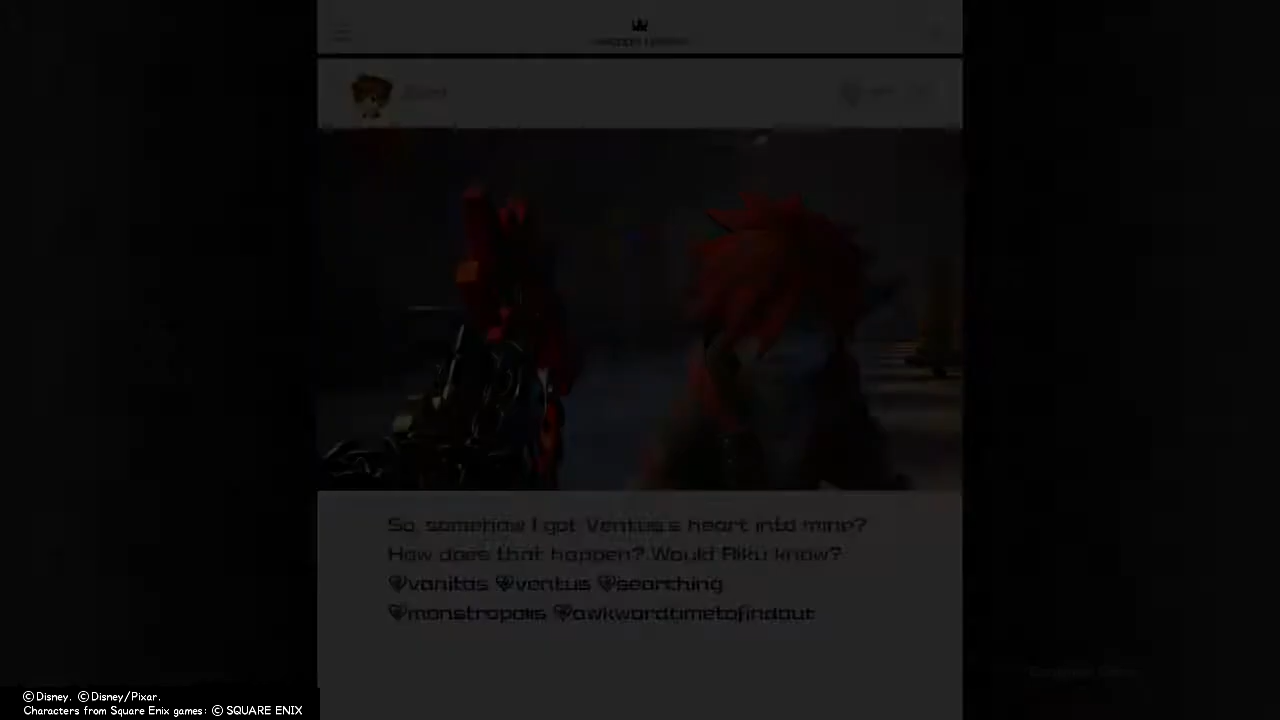 So, somehow I got Ventus's heart into mine?
How does that happen? Would Riku know?
vanitas ventus searching
monstropolis awkwardtimetofindout
©Disney. ©Disney/Pixar.
Characters from Square Enix games: © SQUARE ENIX